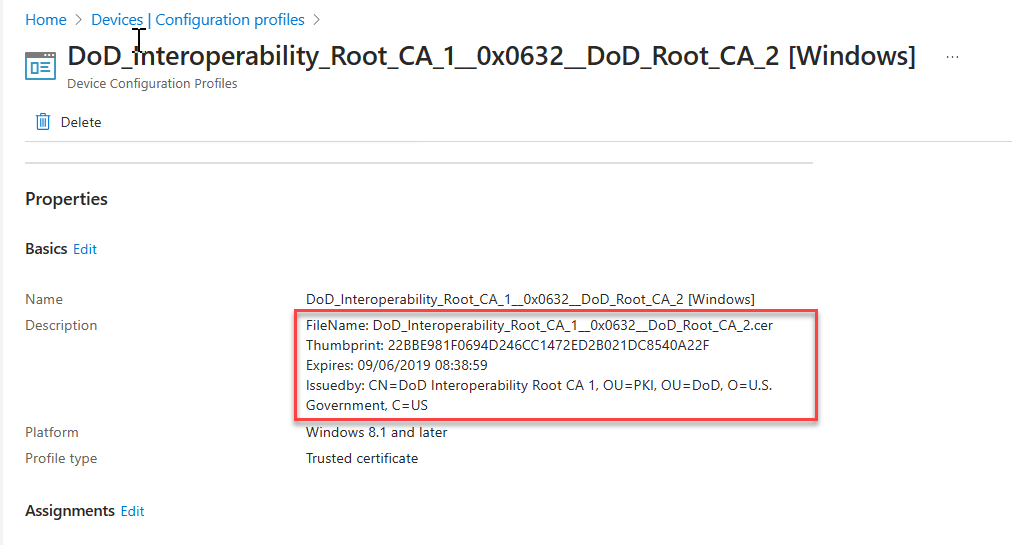 Home > Devices | Configuration profiles >
DoD_Interoperability_Root_CA_1__0x0632__DoD_Root_CA_2 [Windows] ...
Device Configuration Profiles
Delete
Properties
Basics Edit
Name DoD_Interoperability_Root_CA_1__0x0632__DoD_Root_CA_2 [Windows]
Description FileName: DoD_Interoperability_Root_CA_1__0x0632__DoD_Root_CA_2.cer
Thumbprint: 22BBE981F0694D246CC1472ED2B021DC8540A22F
Expires: 09/06/2019 08:38:59
Issuedby: CN=DoD Interoperability Root CA 1, OU=PKI, OU=DoD, O=U.S.
Government, C=US
Platform Windows 8.1 and later
Profile type Trusted certificate
Assignments Edit